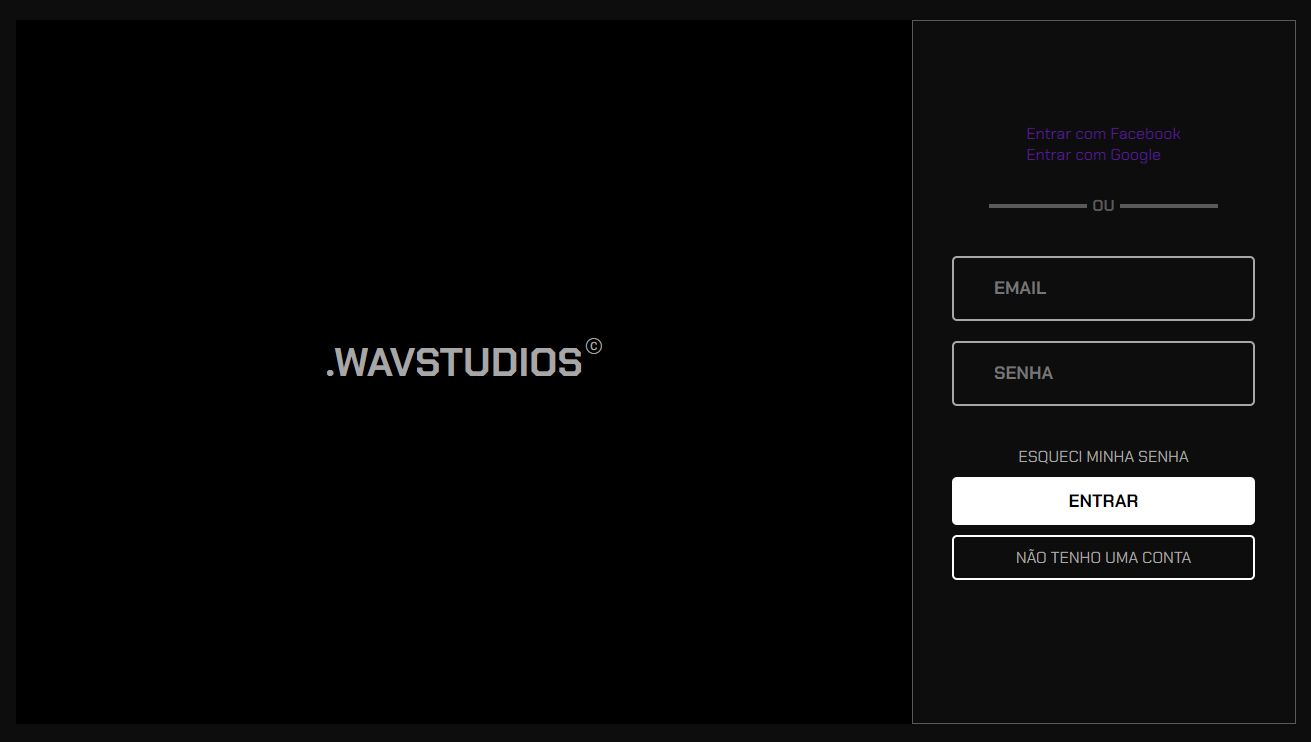 .WAVSTUDIOS©
Entrar com Facebook
Entrar com Google
OU
EMAIL
SENHA
ESQUECI MINHA SENHA
ENTRAR
NÃO TENHO UMA CONTA